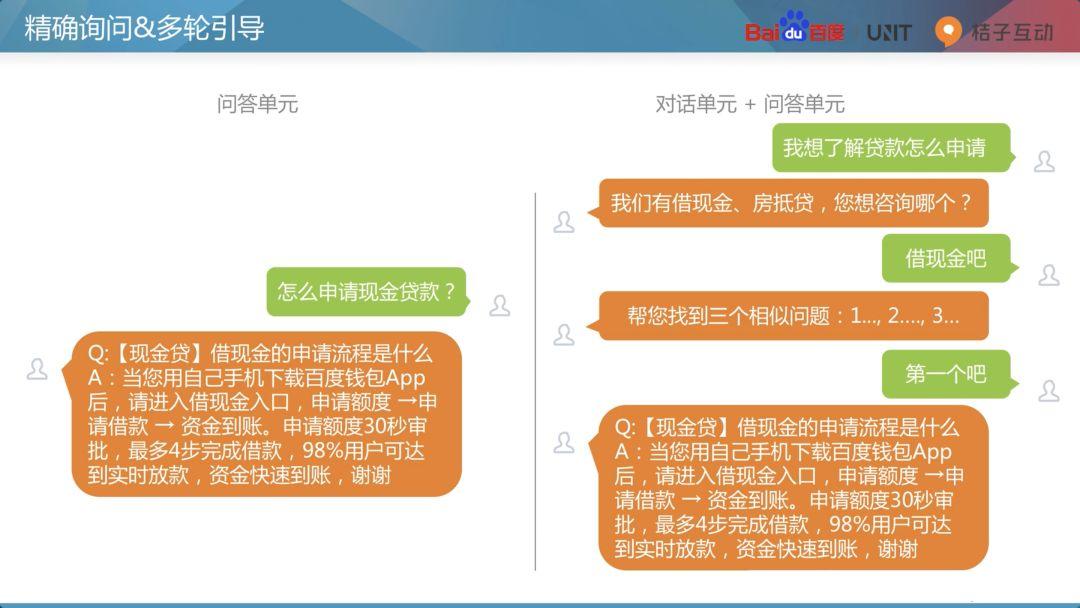 精确询问&多轮引导
Bai du 百度 UNIT 桔子互动
问答单元
怎么申请现金贷款？
Q:【现金贷】借现金的申请流程是什么
A：当您用自己手机下载百度钱包App
后，请进入借现金入口，申请额度 →申
请借款 → 资金到账。申请额度30秒审
批，最多4步完成借款，98%用户可达
到实时放款，资金快速到账，谢谢
对话单元 + 问答单元
我想了解贷款怎么申请
我们有借现金、房抵贷，您想咨询哪个？
借现金吧
帮您找到三个相似问题：1..., 2...., 3...
第一个吧
Q:【现金贷】借现金的申请流程是什么
A：当您用自己手机下载百度钱包App
后，请进入借现金入口，申请额度 →申
请借款 → 资金到账。申请额度30秒审
批，最多4步完成借款，98%用户可达
到实时放款，资金快速到账，谢谢